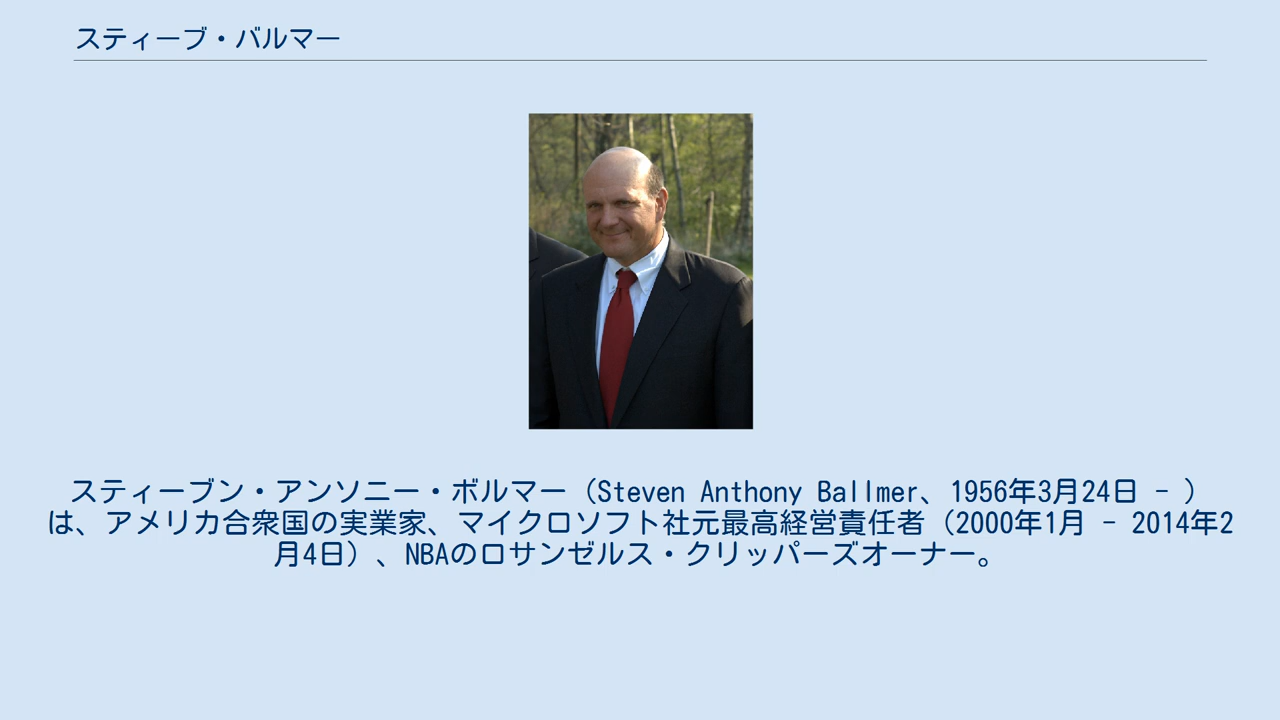 スティーブ・バルマー
スティーブン・アンソニー・ボルマー（Steven Anthony Ballmer、1956年3月24日 - ）
は、アメリカ合衆国の実業家、マイクロソフト社元最高経営責任者（2000年1月 - 2014年2
月4日）、NBAのロサンゼルス・クリッパーズオーナー。